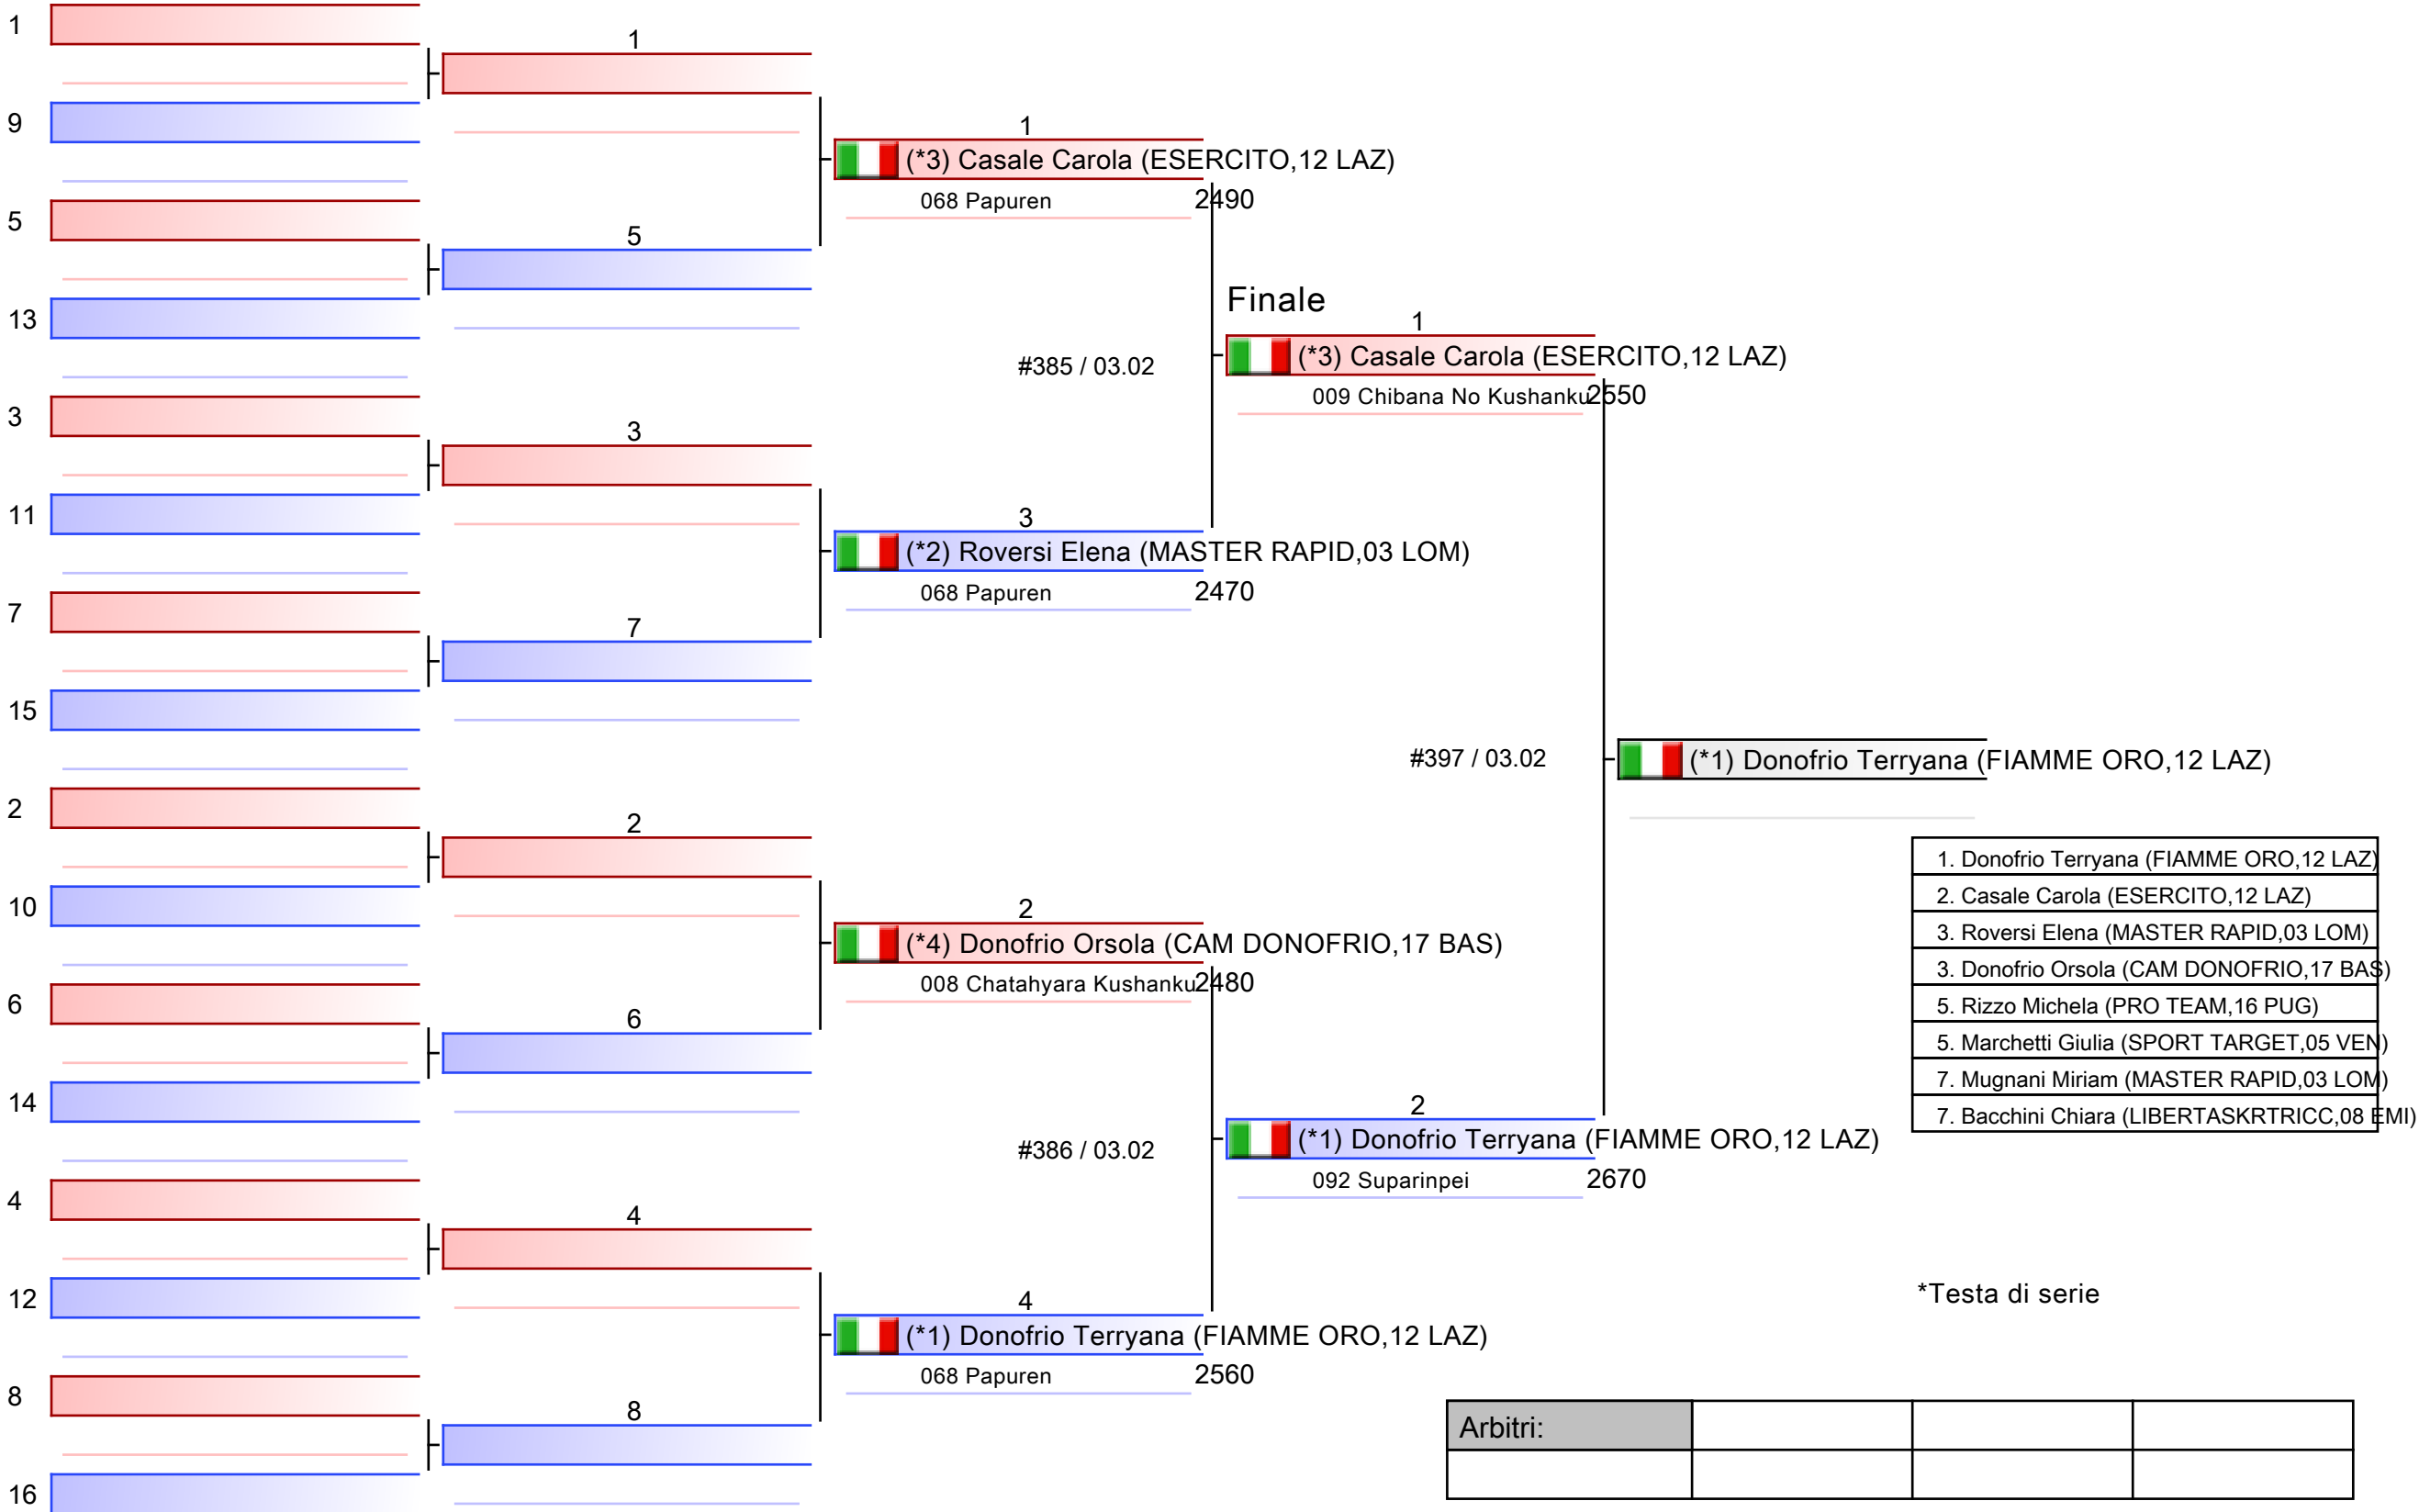 1
9
5
13
3
11
7
15
2
10
6
14
4
12
8
16
1
5
3
7
2
6
4
8
1
(*3) Casale Carola (ESERCITO,12 LAZ)
068 Papuren 2490
#385 / 03.02
3
(*2) Roversi Elena (MASTER RAPID,03 LOM)
068 Papuren 2470
2
(*4) Donofrio Orsola (CAM DONOFRIO,17 BAS)
008 Chatahyara Kushanku 2480
#386 / 03.02
4
(*1) Donofrio Terryana (FIAMME ORO,12 LAZ)
068 Papuren 2560
Finale
1
(*3) Casale Carola (ESERCITO,12 LAZ)
009 Chibana No Kushanku 2550
#397 / 03.02
2
(*1) Donofrio Terryana (FIAMME ORO,12 LAZ)
092 Suparinpei 2670
(*1) Donofrio Terryana (FIAMME ORO,12 LAZ)
1. Donofrio Terryana (FIAMME ORO,12 LAZ)
2. Casale Carola (ESERCITO,12 LAZ)
3. Roversi Elena (MASTER RAPID,03 LOM)
3. Donofrio Orsola (CAM DONOFRIO,17 BAS)
5. Rizzo Michela (PRO TEAM,16 PUG)
5. Marchetti Giulia (SPORT TARGET,05 VEN)
7. Mugnani Miriam (MASTER RAPID,03 LOM)
7. Bacchini Chiara (LIBERTASKRTRICC,08 EMI)
*Testa di serie
Arbitri: